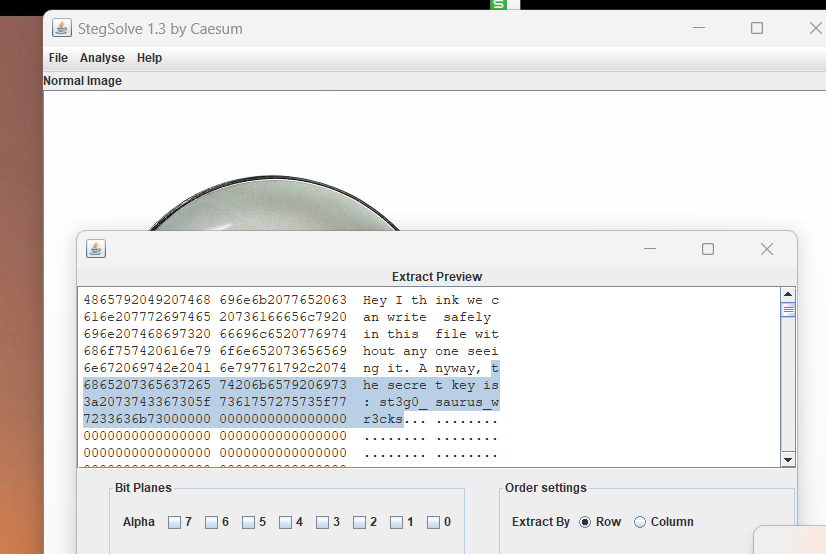 S
StegSolve 1.3 by Caesum
File Analyse Help
Normal Image
Extract Preview
4865792049207468 696e6b2077652063 Hey I th ink we c
616e207772697465 20736166656c7920 an write  safely 
696e207468697320 66696c6520776974 in this  file wit
686f757420616e79 6f6e652073656569 hout any one seei
6e672069742e2041 6e797761792c2074 ng it. A nyway, t
6865207365637265 74206b6579206973 he secre t key is
3a2073743367305f 7361757275735f77 : st3g0_ saurus_w
7233636b73000000 0000000000000000 r3cks... ........
0000000000000000 0000000000000000 ........ ........
0000000000000000 0000000000000000 ........ ........
Bit Planes
Order settings
Alpha 7 6 5 4 3 2 1 0
Extract By Row Column